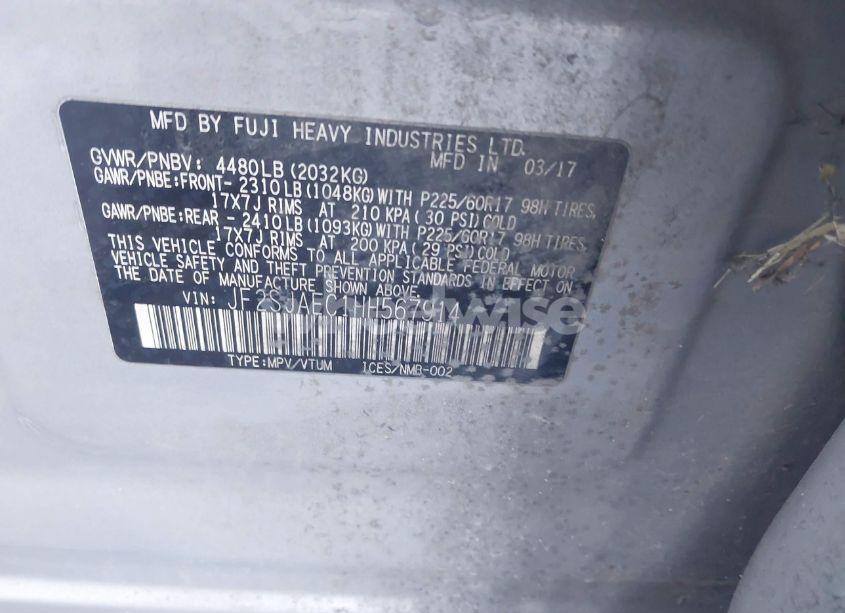 MFD BY FUJI HEAVY INDUSTRIES LTD.
GVWR/PNBV: 4480LB (2032KG) MFD IN 03/17
GAWR/PNBE:FRONT- 2310LB(1048KG)WITH P225/60R17 98H TIRES,
17X7J RIMS AT 210 KPA (30 PSI)COLD
GAWR/PNBE:REAR - 2410LB(1093KG)WITH P225/60R17 98H TIRES,
17X7J RIMS AT 200 KPA (29 PSI)COLD
THIS VEHICLE CONFORMS TO ALL APPLICABLE FEDERAL MOTOR
VEHICLE SAFETY AND THEFT PREVENTION STANDARDS IN EFFECT ON
THE DATE OF MANUFACTURE SHOWN ABOVE.
VIN: JF2SJAEC1HH567914
TYPE:MPV/VTUM 1CES/NMB-002